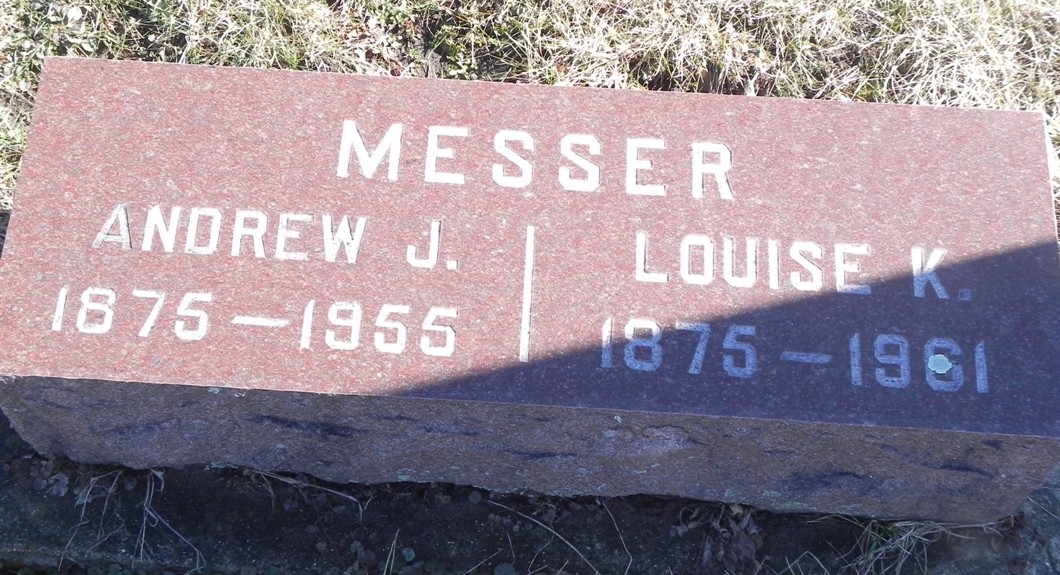 MESSER
ANDREW J.
1875 – 1955
LOUISE K.
1875 – 1961